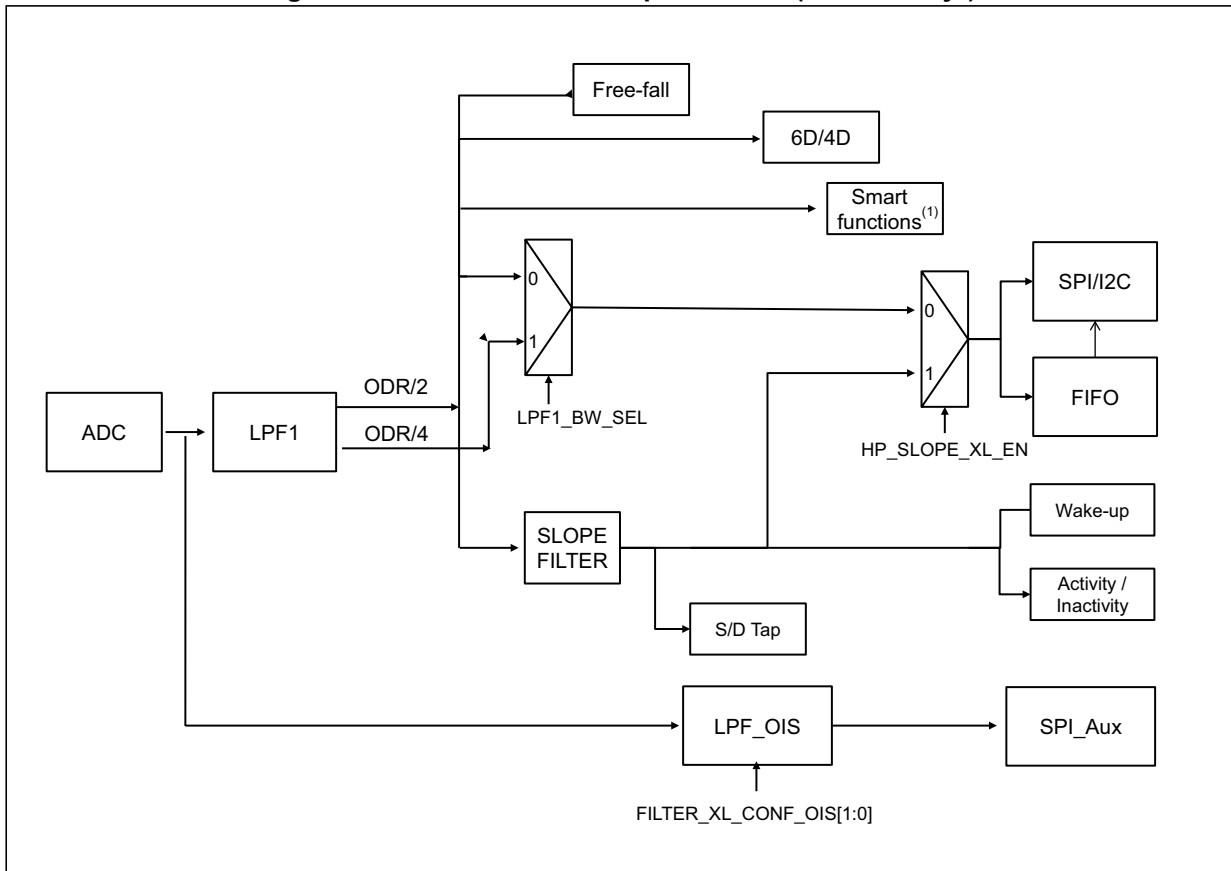 Free-fall
6D/4D
Smart
functions(1)
0
1
LPF1_BW_SEL
0
1
HP_SLOPE_XL_EN
SPI/I2C
FIFO
ADC
LPF1
ODR/2
ODR/4
SLOPE
FILTER
S/D Tap
Wake-up
Activity /
Inactivity
LPF_OIS
SPI_Aux
FILTER_XL_CONF_OIS[1:0]